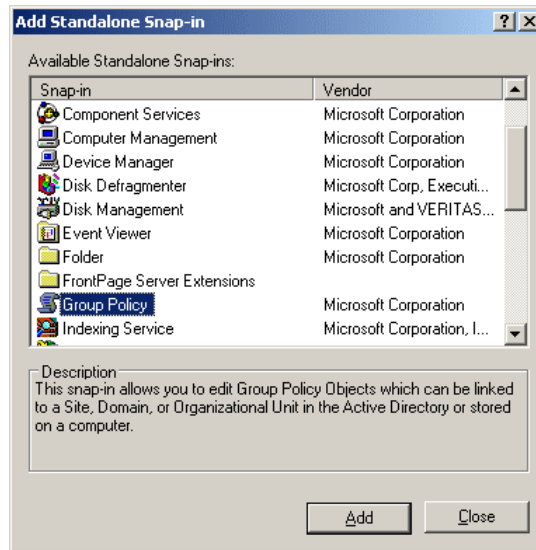 Add Standalone Snap-in
Available Standalone Snap-ins:
Snap-in Vendor
Component Services Microsoft Corporation
Computer Management Microsoft Corporation
Device Manager Microsoft Corporation
Disk Defragmenter Microsoft Corp, Executi...
Disk Management Microsoft and VERITAS...
Event Viewer Microsoft Corporation
Folder Microsoft Corporation
FrontPage Server Extensions
Group Policy Microsoft Corporation
Indexing Service Microsoft Corporation, I...
Description
This snap-in allows you to edit Group Policy Objects which can be linked
to a Site, Domain, or Organizational Unit in the Active Directory or stored
on a computer.
Add Close